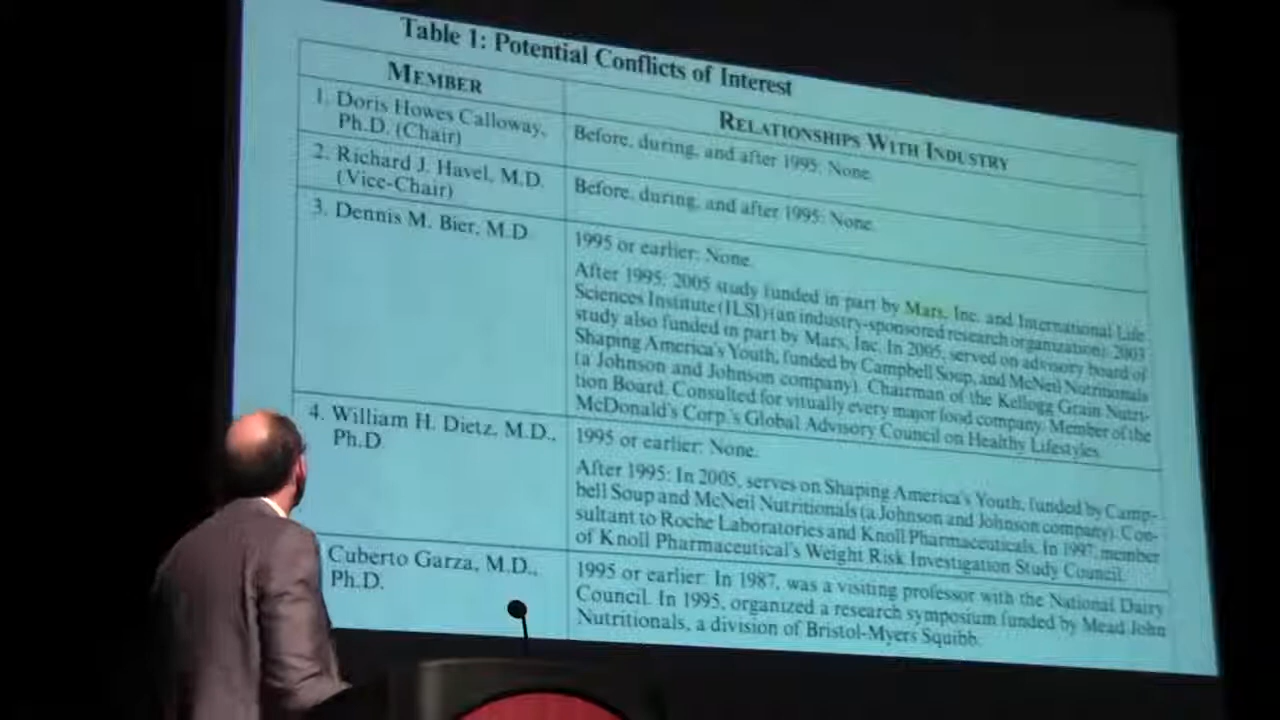 Table 1: Potential Conflicts of Interest
MEMBER
RELATIONSHIPS WITH INDUSTRY
1. Doris Howes Calloway,
Ph.D. (Chair)
Before, during, and after 1995: None.
2. Richard J. Havel, M.D.
(Vice-Chair)
Before, during, and after 1995: None.
3. Dennis M. Bier, M.D.
1995 or earlier: None.
After 1995: 2005 study funded in part by Mars, Inc. and International Life
Sciences Institute (ILSI) (an industry-sponsored research organization); 2003
study also funded in part by Mars, Inc. In 2005, served on advisory board of
Shaping America's Youth, funded by Campbell Soup, and McNeil Nutritionals
(a Johnson and Johnson company). Chairman of the Kellogg Grain Nutri-
tion Board. Consulted for vitually every major food company. Member of the
McDonald's Corp.'s Global Advisory Council on Healthy Lifestyles.
4. William H. Dietz, M.D.,
Ph.D.
1995 or earlier: None.
After 1995: In 2005, serves on Shaping America's Youth, funded by Camp-
bell Soup and McNeil Nutritionals (a Johnson and Johnson company). Con-
sultant to Roche Laboratories and Knoll Pharmaceuticals. In 1997, member
of Knoll Pharmaceutical's Weight Risk Investigation Study Council.
Cuberto Garza, M.D.,
Ph.D.
1995 or earlier: In 1987, was a visiting professor with the National Dairy
Council. In 1995, organized a research symposium funded by Mead John
Nutritionals, a division of Bristol-Myers Squibb.